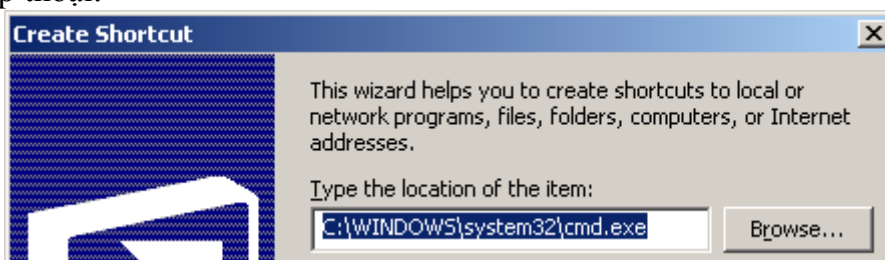 Create Shortcut
This wizard helps you to create shortcuts to local or
network programs, files, folders, computers, or Internet
addresses.
Type the location of the item:
C:\WINDOWS\system32\cmd.exe
Browse...